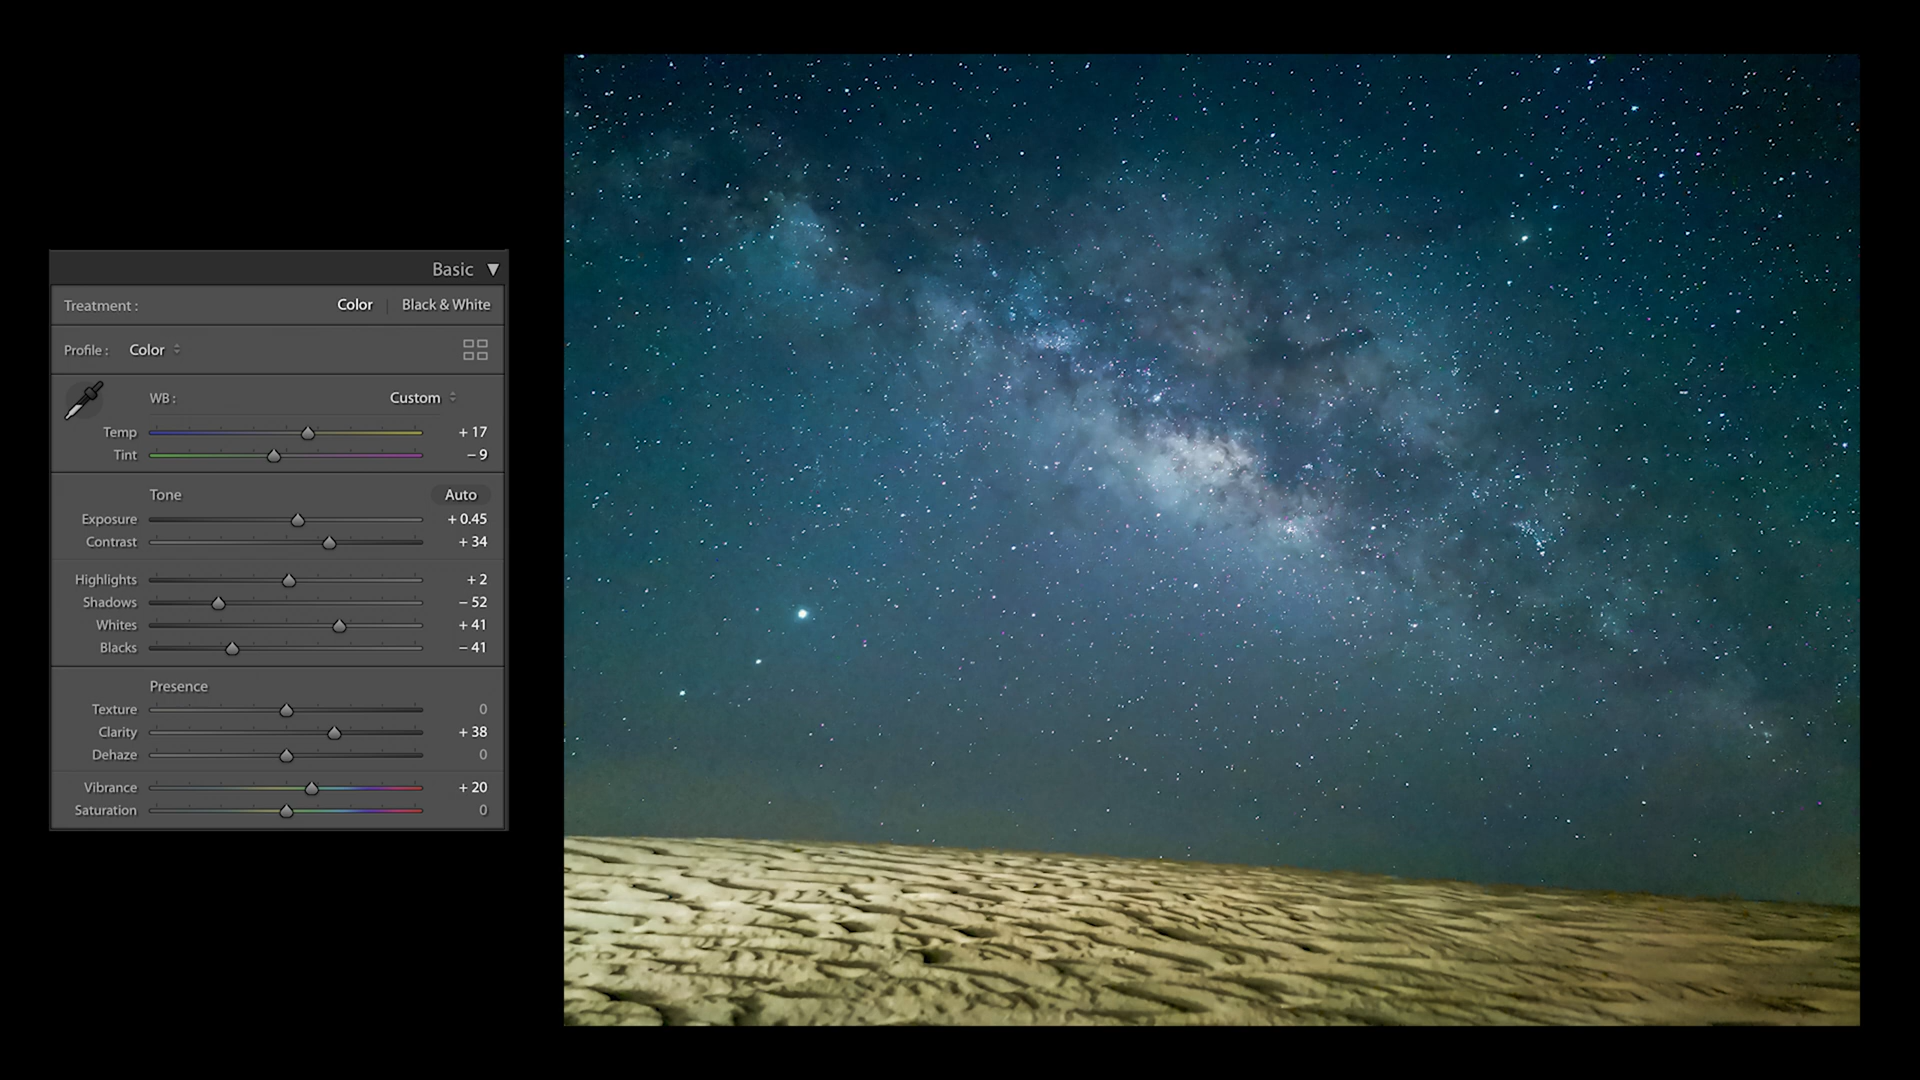 Basic ▼
Treatment : Color | Black & White
Profile : Color
WB : Custom
Temp + 17
Tint − 9
Tone Auto
Exposure + 0.45
Contrast + 34
Highlights + 2
Shadows − 52
Whites + 41
Blacks − 41
Presence
Texture 0
Clarity + 38
Dehaze 0
Vibrance + 20
Saturation 0